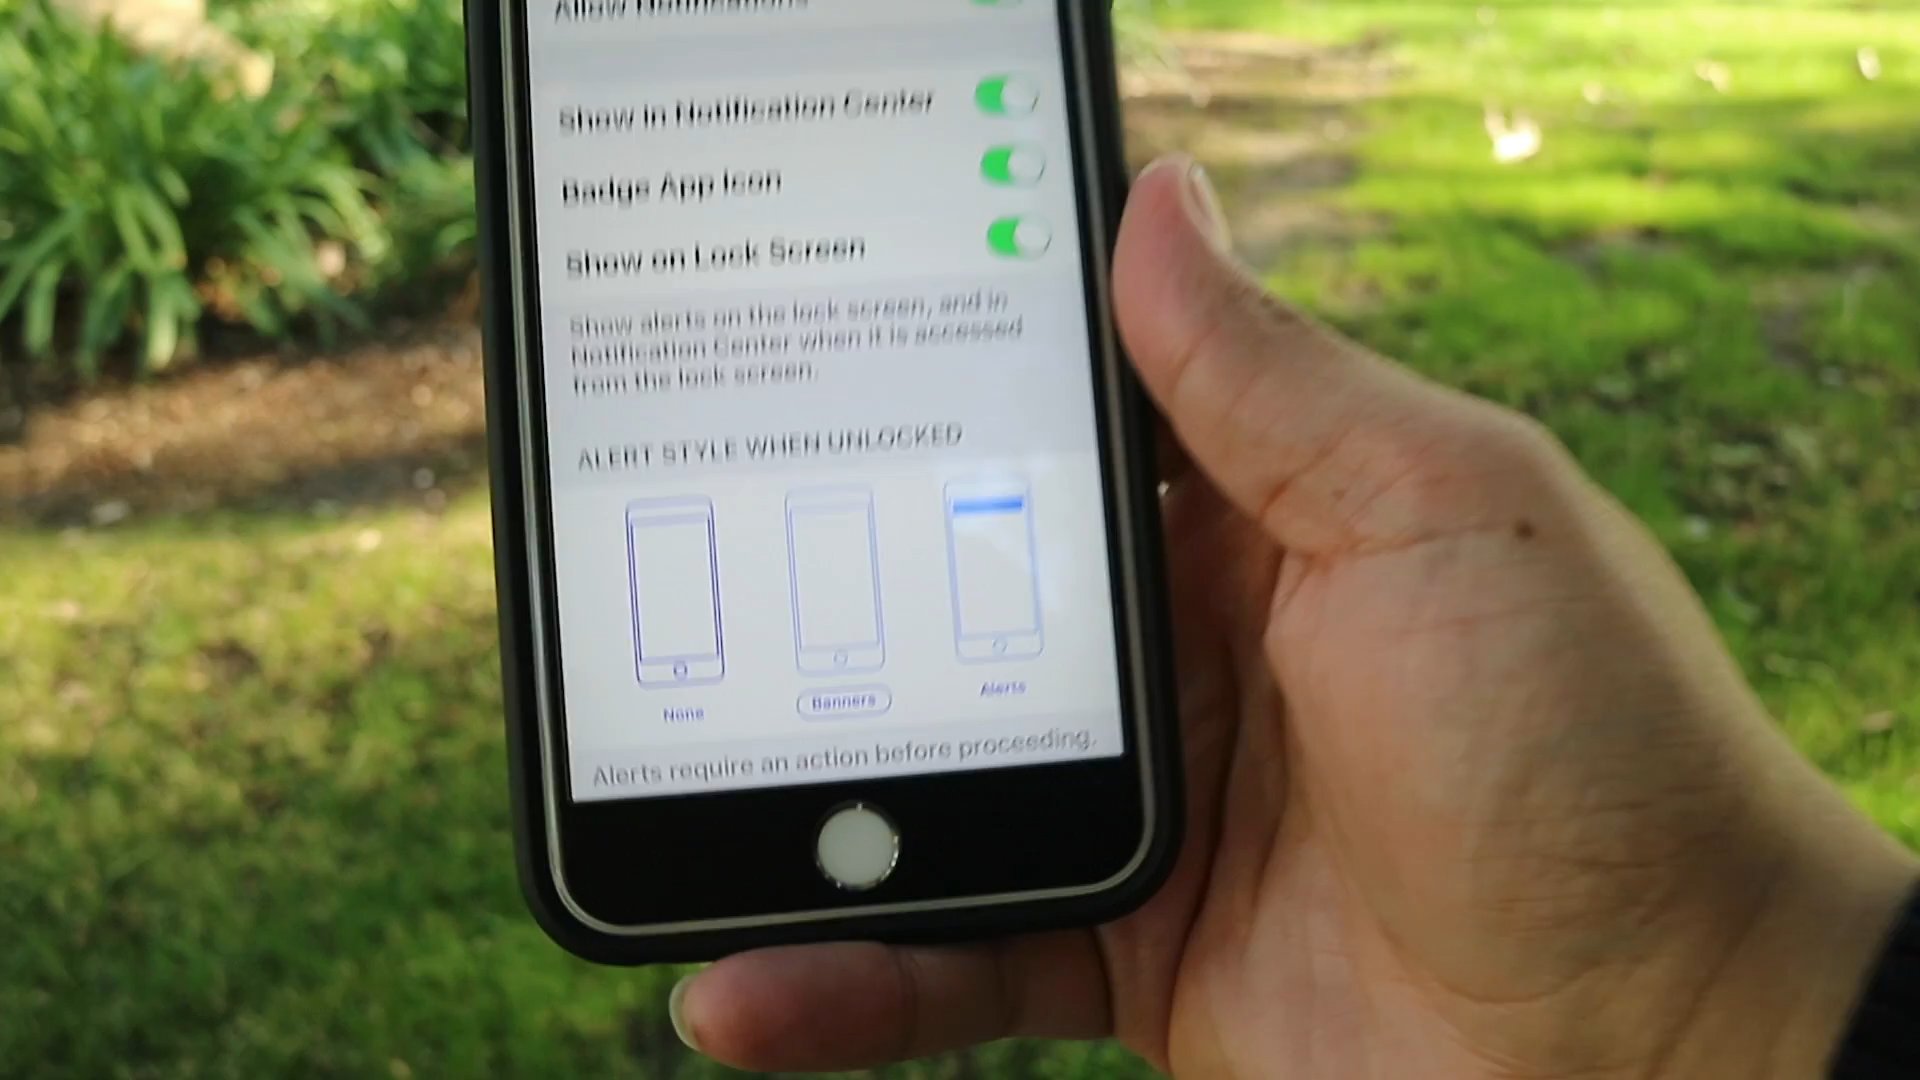 Allow Notifications
Show in Notification Center
Badge App Icon
Show on Lock Screen
Show alerts on the lock screen, and in
Notification Center when it is accessed
from the lock screen.
ALERT STYLE WHEN UNLOCKED
None
Banners
Alerts
Alerts require an action before proceeding.